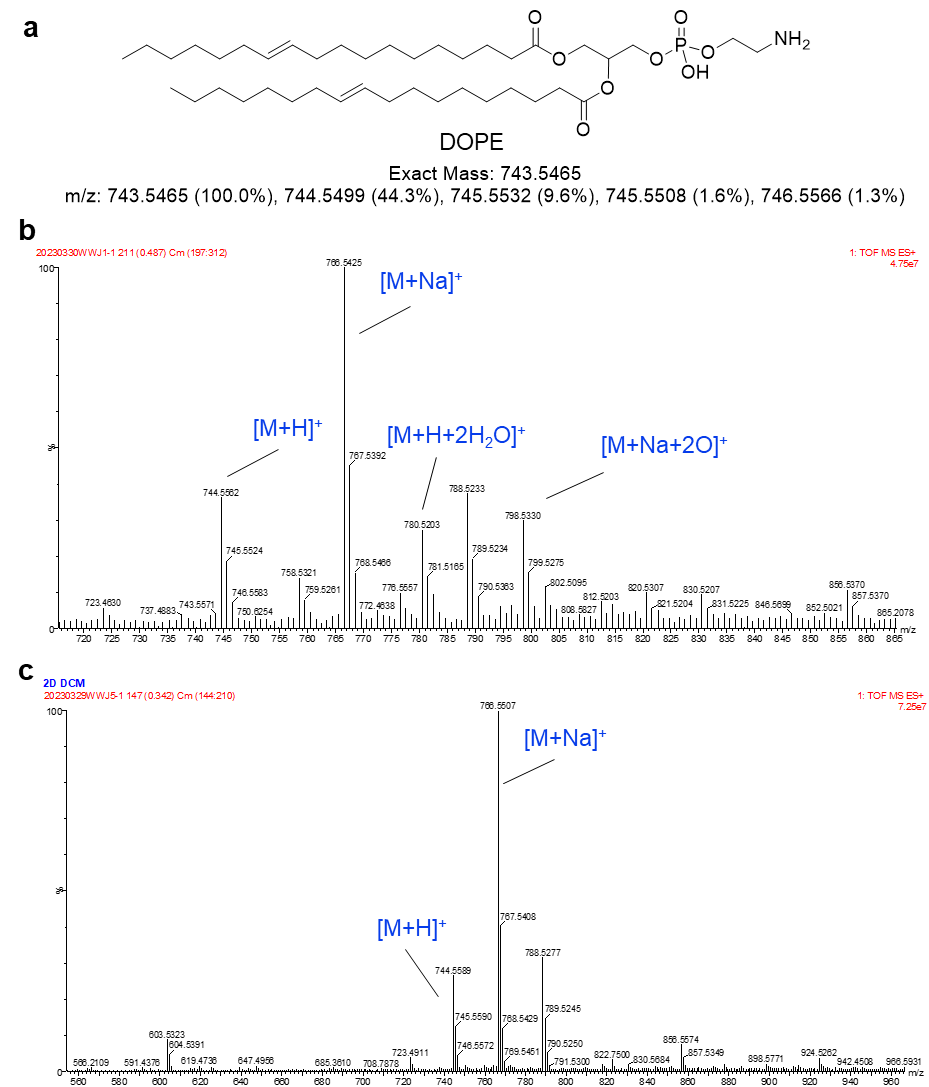 a
O
O
O
O
P
O
NH2
OH
O
O
DOPE
Exact Mass: 743.5465
m/z: 743.5465 (100.0%), 744.5499 (44.3%), 745.5532 (9.6%), 745.5508 (1.6%), 746.5566 (1.3%)
b
20230330WWJ1-1 211 (0.487) Cm (197:312)
1: TOF MS ES+
4.75e7
100
%
0
766.5425
[M+Na]+
[M+H]+
[M+H+2H2O]+
[M+Na+2O]+
767.5392
744.5562
788.5233
780.5203
798.5330
745.5524
789.5234
768.5466
781.5165
799.5275
758.5321
746.5583
759.5261
776.5557
790.5363
802.5095
820.5307
830.5207
856.5370
723.4630
737.4883
743.5571
750.6254
772.4638
808.5827
812.5203
821.5204
831.5225
846.5699
852.5021
857.5370
865.2078
m/z
720 725 730 735 740 745 750 755 760 765 770 775 780 785 790 795 800 805 810 815 820 825 830 835 840 845 850 855 860 865
c
2D DCM
20230329WWJ5-1 147 (0.342) Cm (144:210)
1: TOF MS ES+
7.25e7
100
%
0
766.5507
[M+Na]+
767.5408
[M+H]+
788.5277
744.5589
745.5590
768.5429
789.5245
603.5323
604.5391
746.5572
769.5451
790.5250
856.5574
566.2109
591.4376
619.4736
647.4956
685.3610
708.7878
723.4911
791.5300
822.7500
830.5684
857.5349
898.5771
924.5262
942.4508
966.5931
m/z
560 580 600 620 640 660 680 700 720 740 760 780 800 820 840 860 880 900 920 940 960